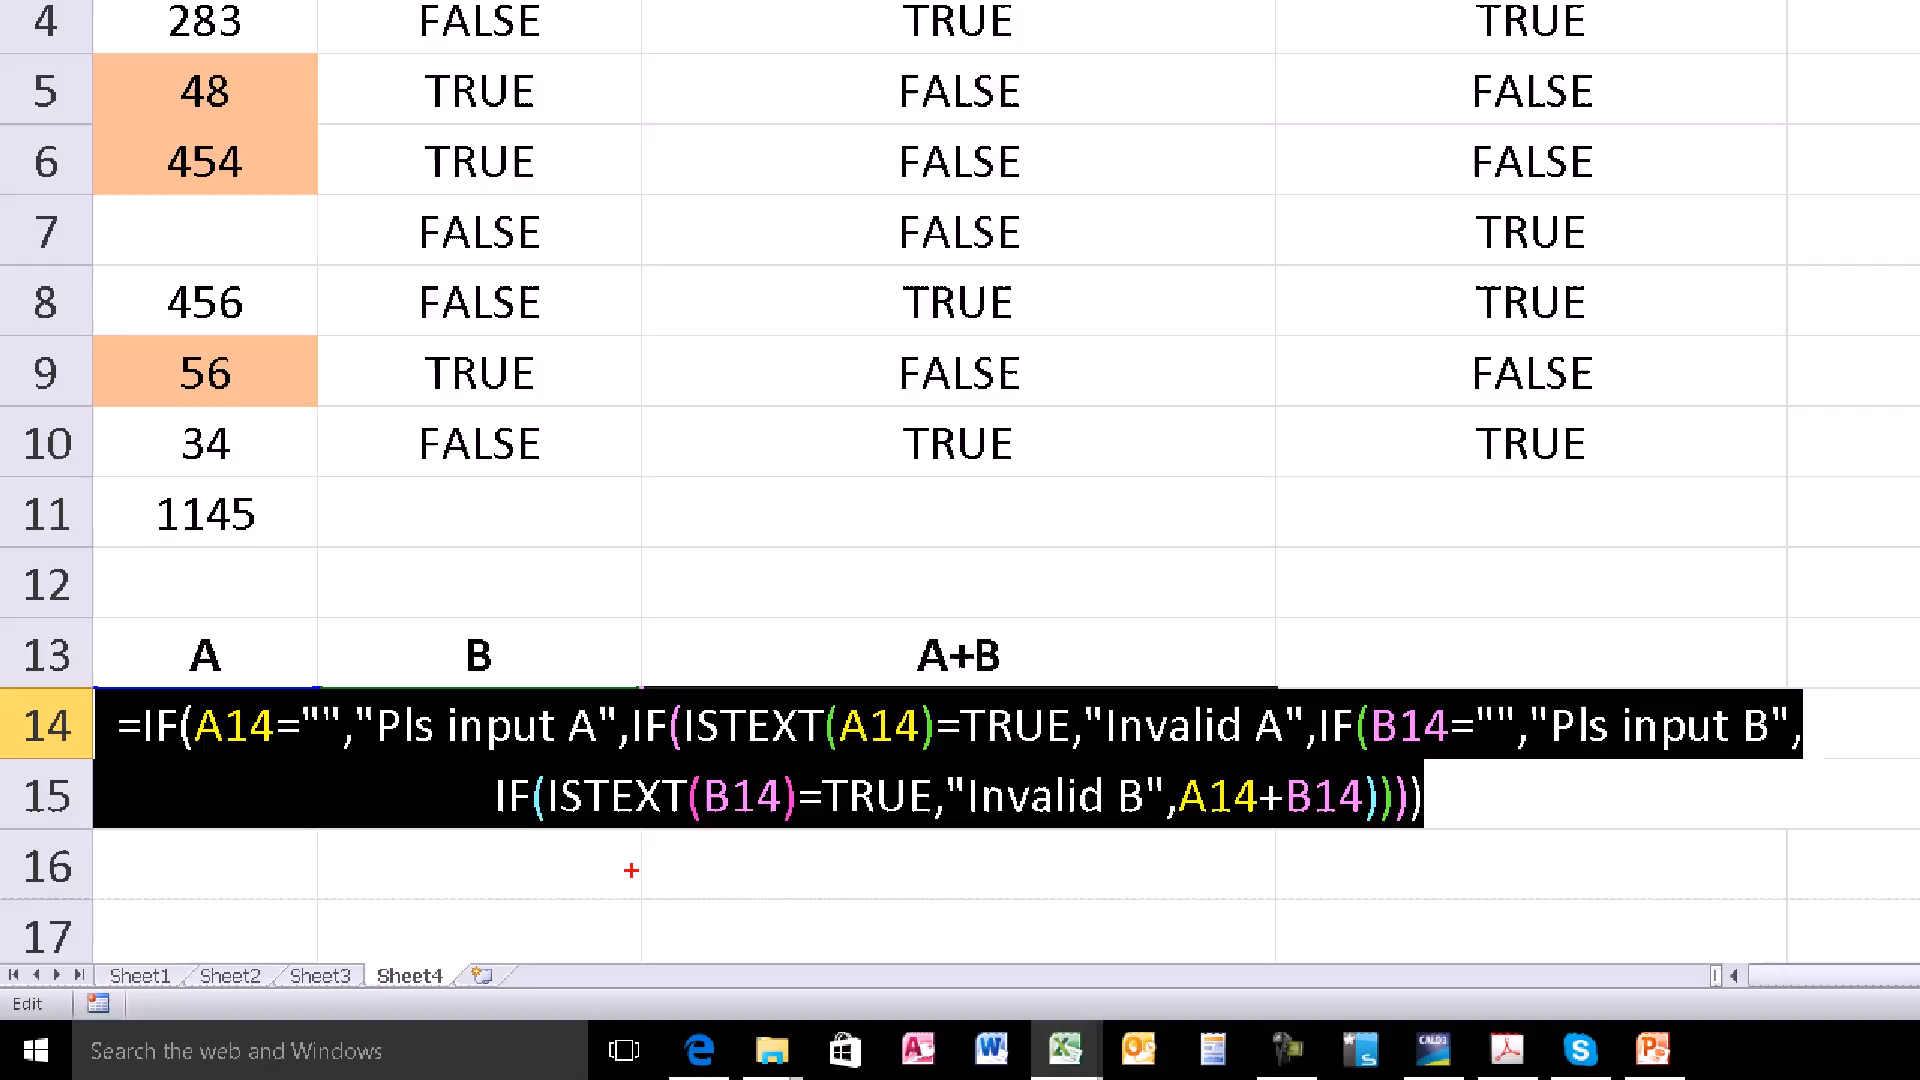 4 283 FALSE TRUE TRUE
5 48 TRUE FALSE FALSE
6 454 TRUE FALSE FALSE
7 FALSE FALSE TRUE
8 456 FALSE TRUE TRUE
9 56 TRUE FALSE FALSE
10 34 FALSE TRUE TRUE
11 1145
12
13 A B A+B
14 =IF(A14="","Pls input A",IF(ISTEXT(A14)=TRUE,"Invalid A",IF(B14="","Pls input B",
15 IF(ISTEXT(B14)=TRUE,"Invalid B",A14+B14))))
16
17
Sheet1 Sheet2 Sheet3 Sheet4
Edit
Search the web and Windows CALD3